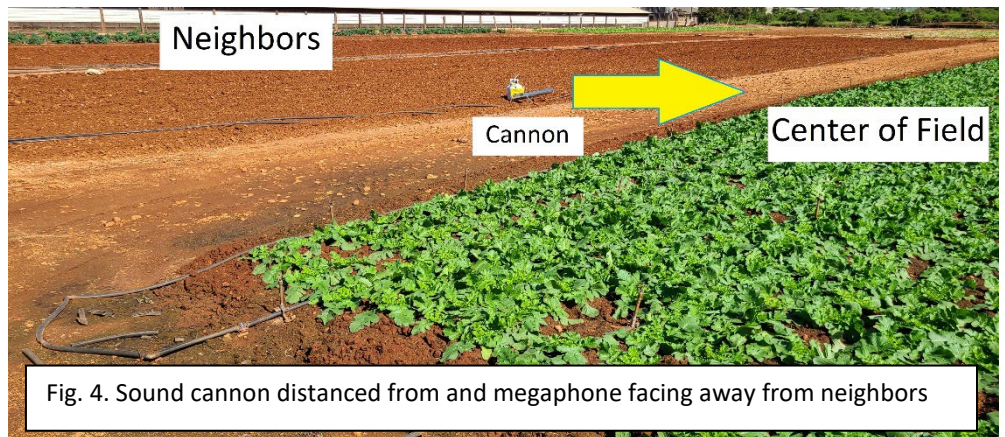 Neighbors
Cannon
Center of Field
Fig. 4. Sound cannon distanced from and megaphone facing away from neighbors